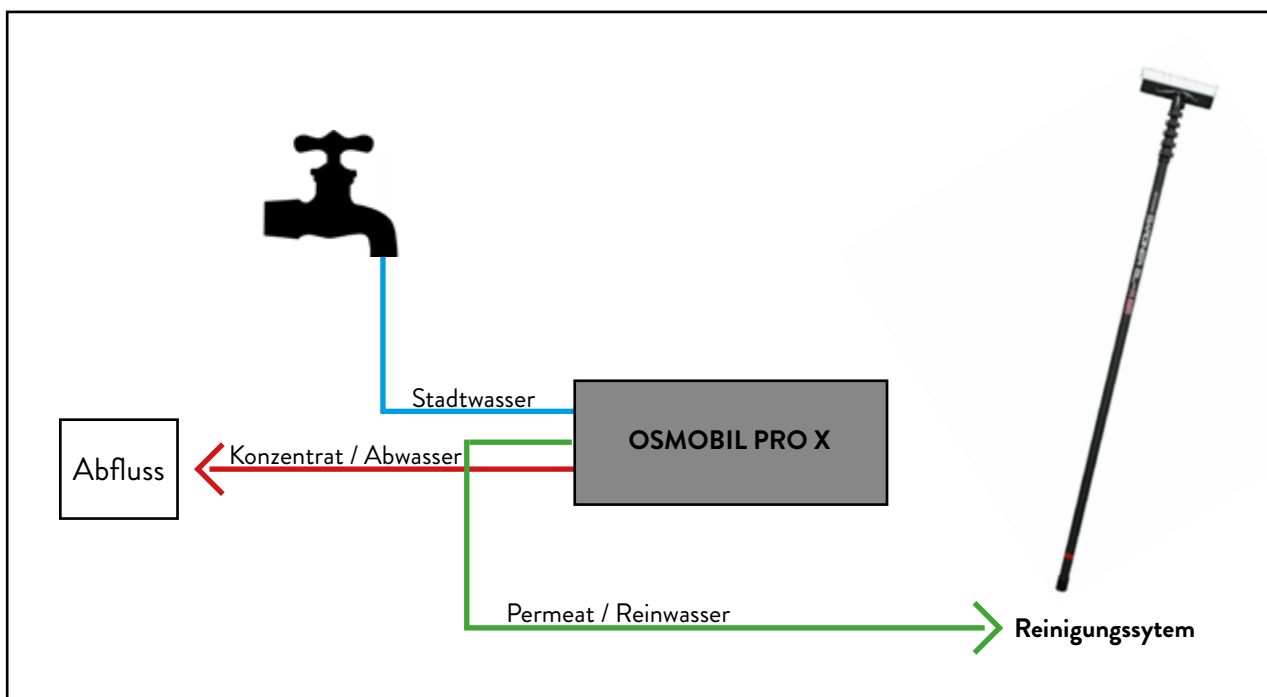 Stadtwasser
OSMOBIL PRO X
Konzentrat / Abwasser
Abfluss
Permeat / Reinwasser
Reinigungssytem